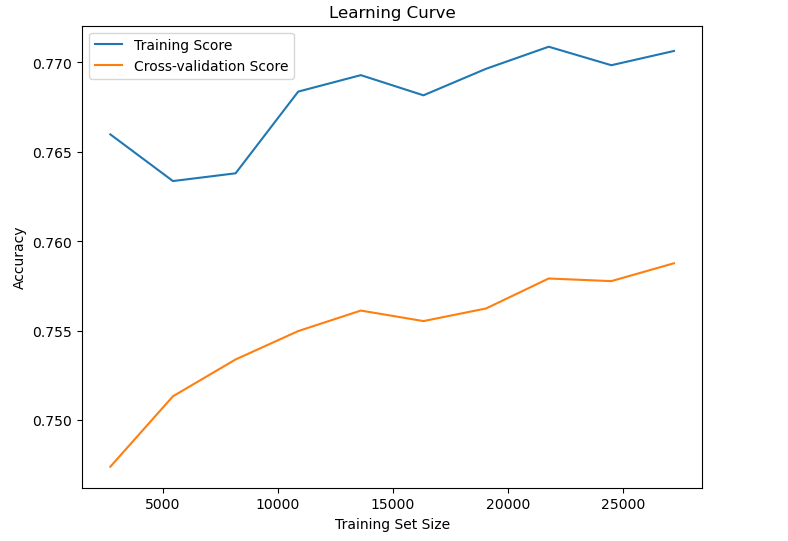 Learning Curve
Training Score
Cross-validation Score
0.770
0.765
0.760
0.755
0.750
Accuracy
5000
10000
15000
20000
25000
Training Set Size